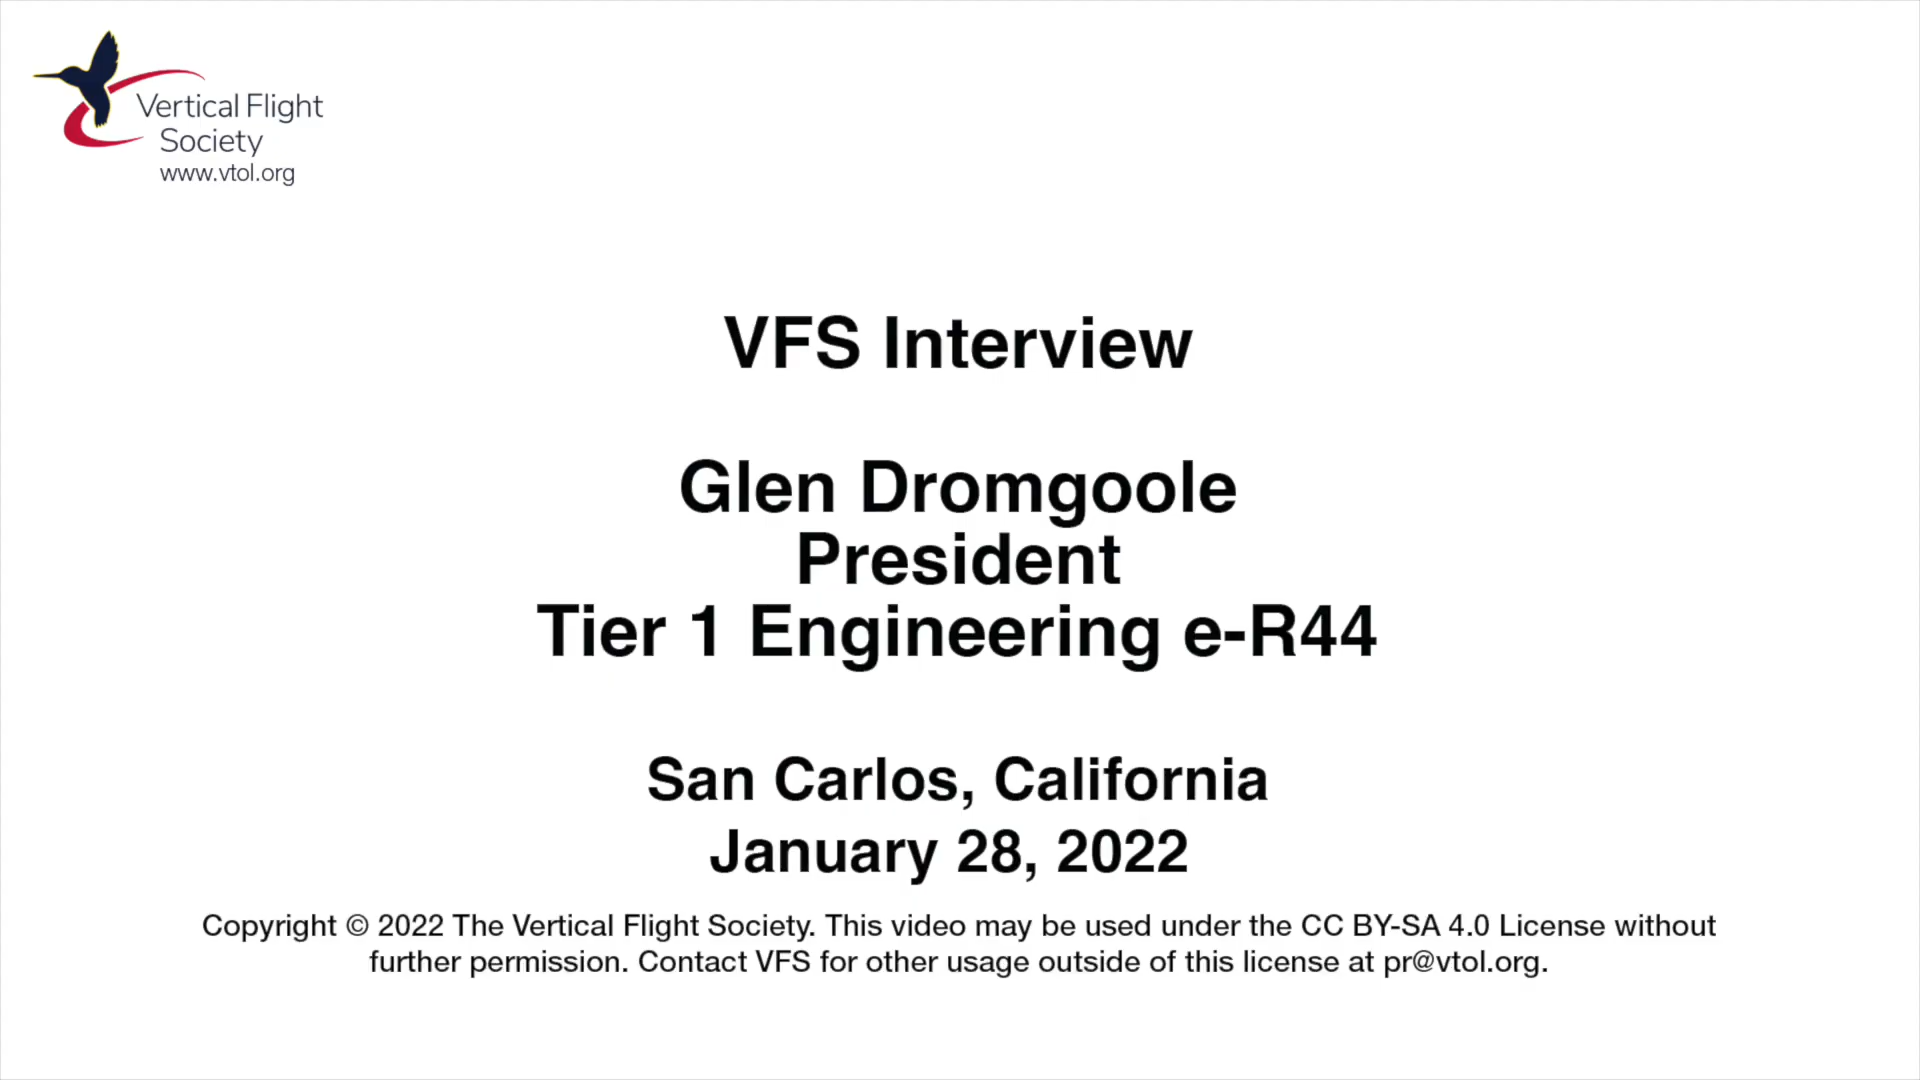 Vertical Flight
Society
www.vtol.org
VFS Interview
Glen Dromgoole
President
Tier 1 Engineering e-R44
San Carlos, California
January 28, 2022
Copyright © 2022 The Vertical Flight Society. This video may be used under the CC BY-SA 4.0 License without
further permission. Contact VFS for other usage outside of this license at pr@vtol.org.